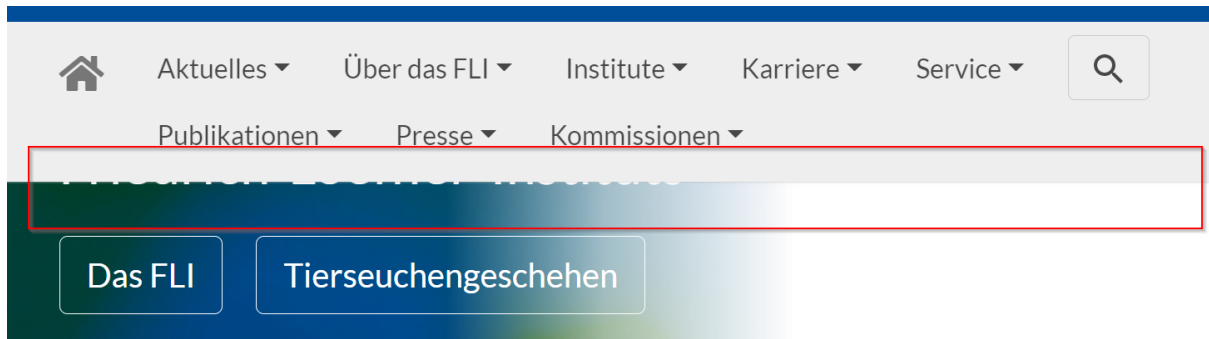 Aktuelles Über das FLI Institute Karriere Service
Publikationen Presse Kommissionen
Das FLI Tierseuchengeschehen